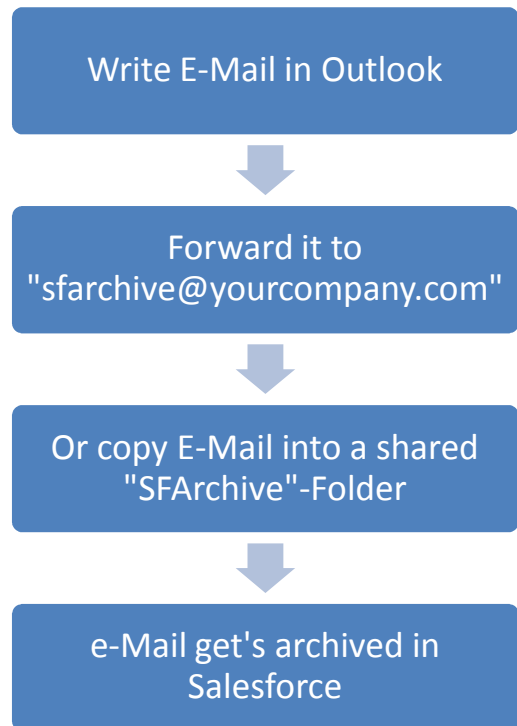 Write E-Mail in Outlook
Forward it to
"sfarchive@yourcompany.com"
Or copy E-Mail into a shared
"SFArchive"-Folder
e-Mail get's archived in
Salesforce